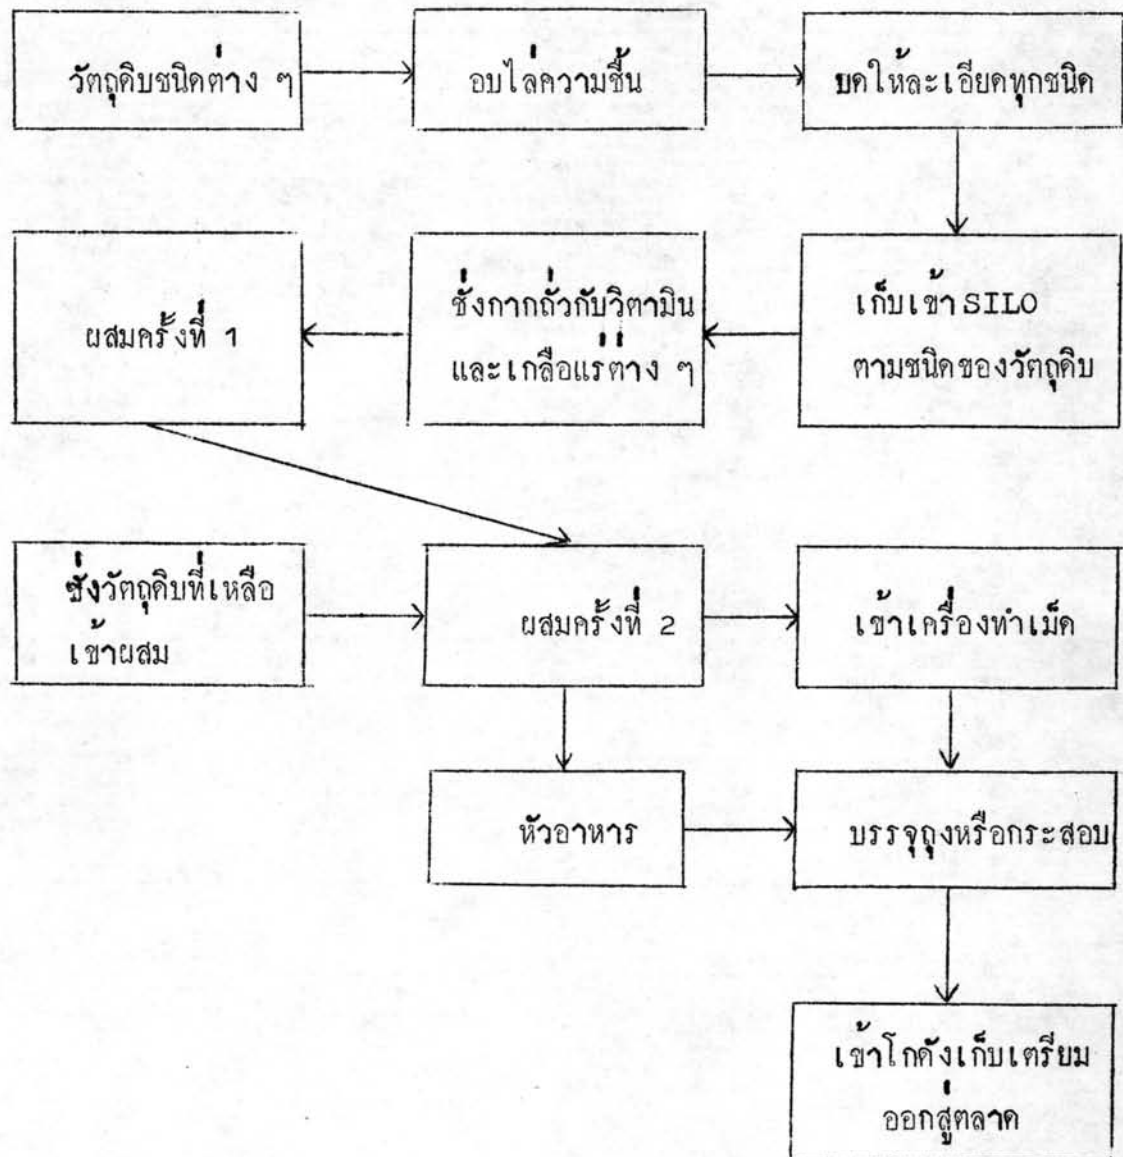 วัตถุดิบชนิดต่าง ๆ
อบไล่ความชื้น
บดให้ละเอียดทุกชนิด
เก็บเข้า SILO
ตามชนิดของวัตถุดิบ
ชั่งกากถั่วกับวิตามิน
และเกลือแร่ต่าง ๆ
ผสมครั้งที่ 1
ชั่งวัตถุดิบที่เหลือ
เข้าผสม
ผสมครั้งที่ 2
เข้าเครื่องทำเม็ด
หัวอาหาร
บรรจุถุงหรือกระสอบ
เข้าโกดังเก็บเตรียม
ออกสู่ตลาด